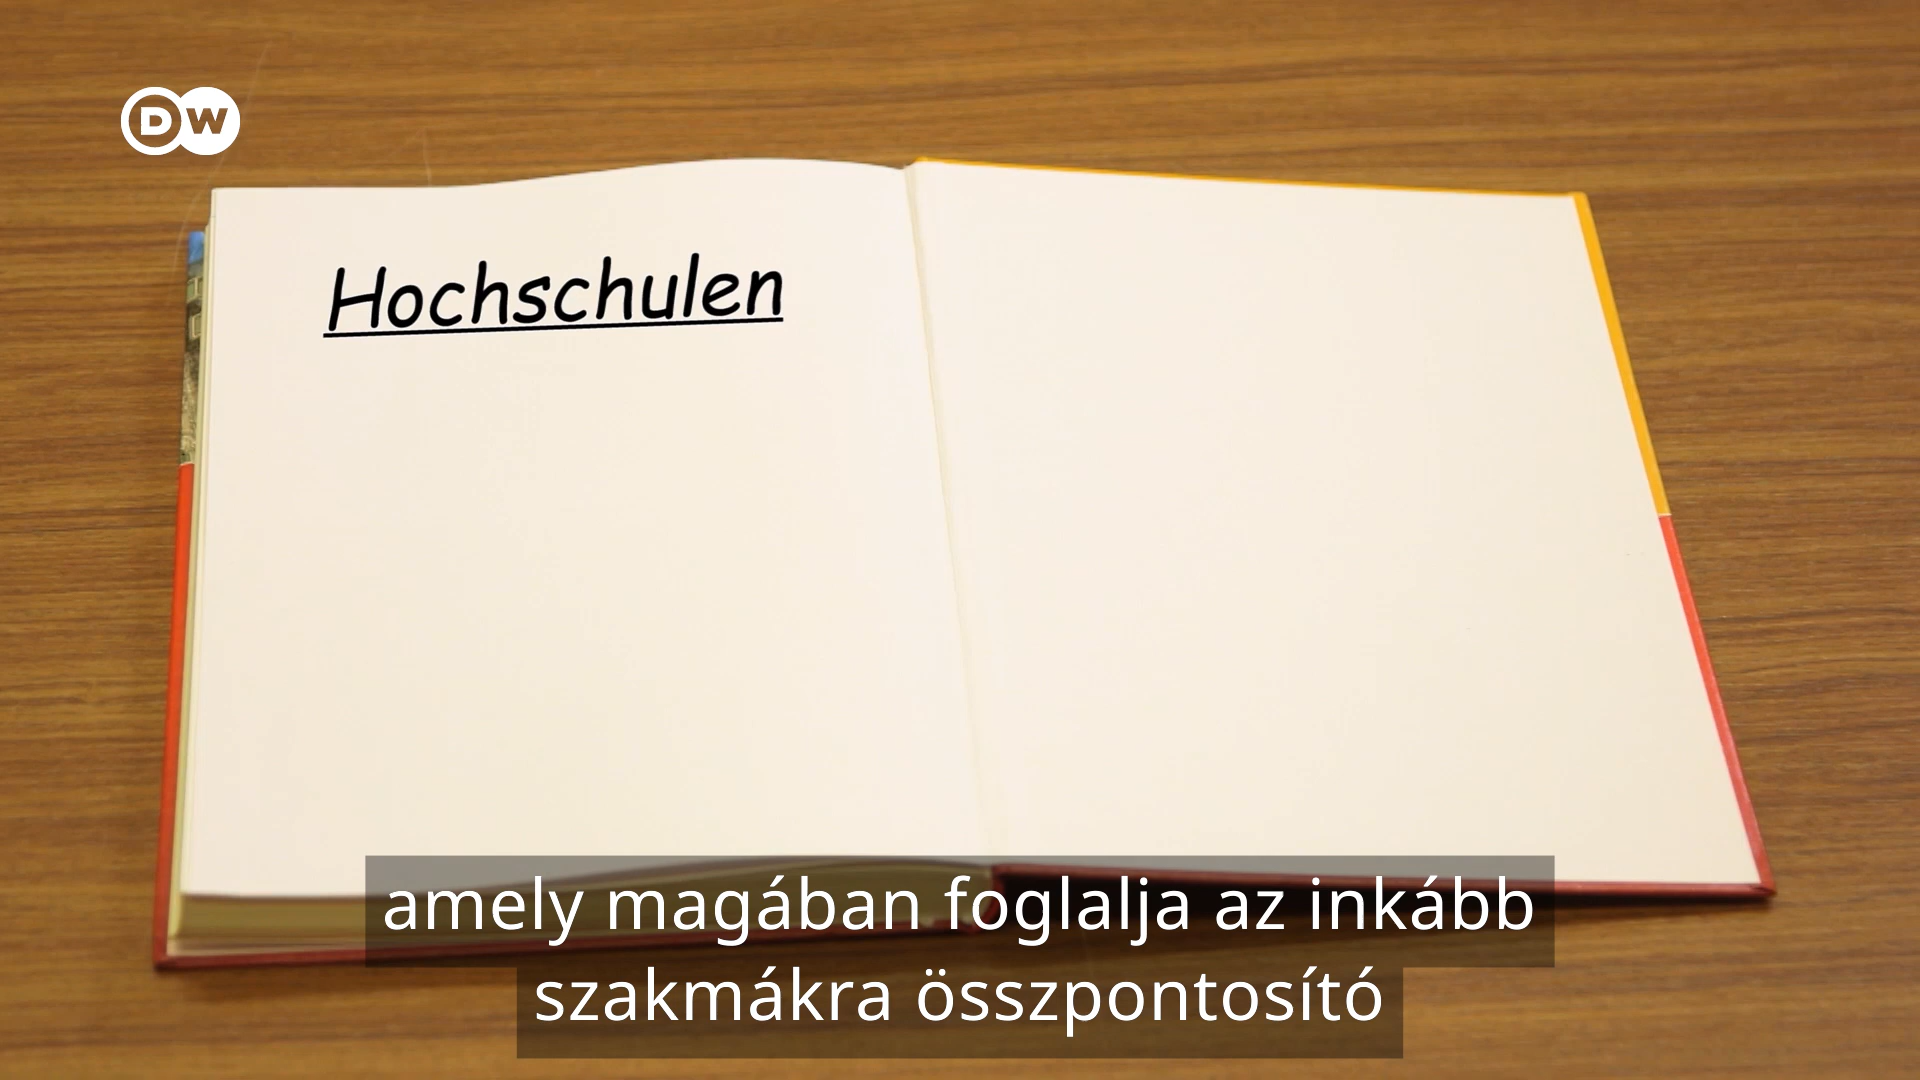 DW
Hochschulen
amely magában foglalja az inkább
szakmákra összpontosító